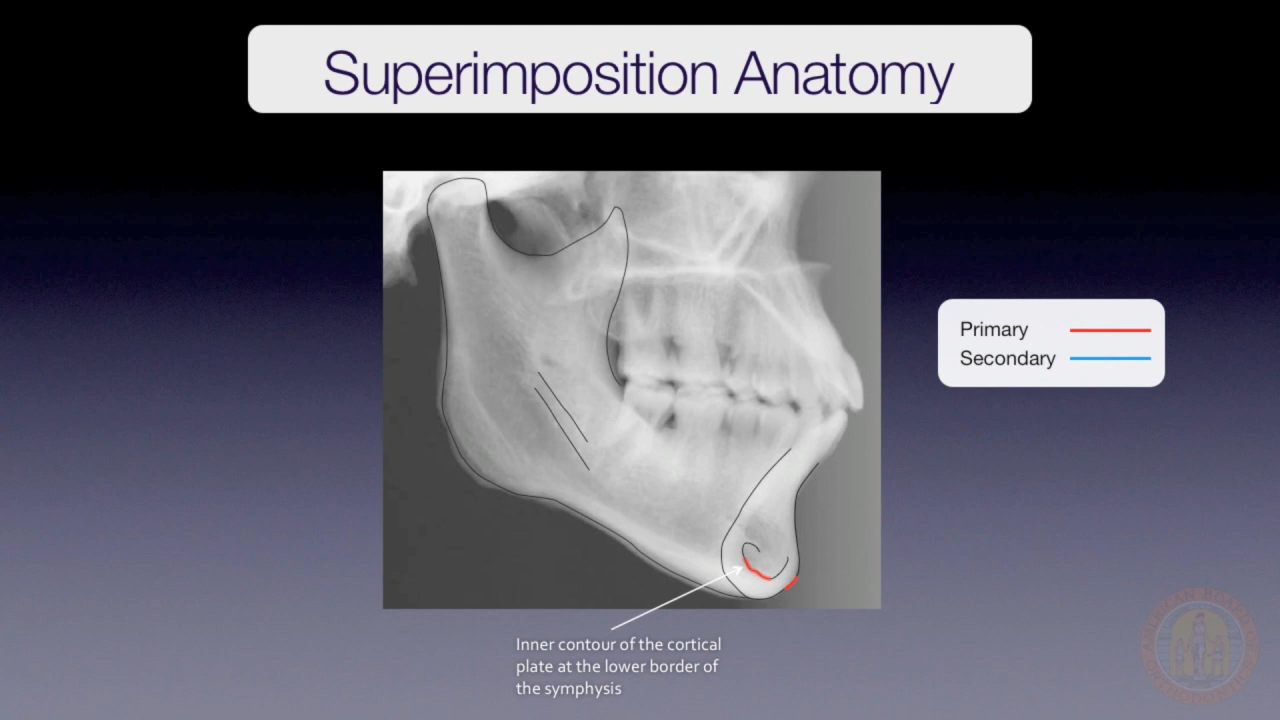 Superimposition Anatomy
Primary
Secondary
Inner contour of the cortical
plate at the lower border of
the symphysis